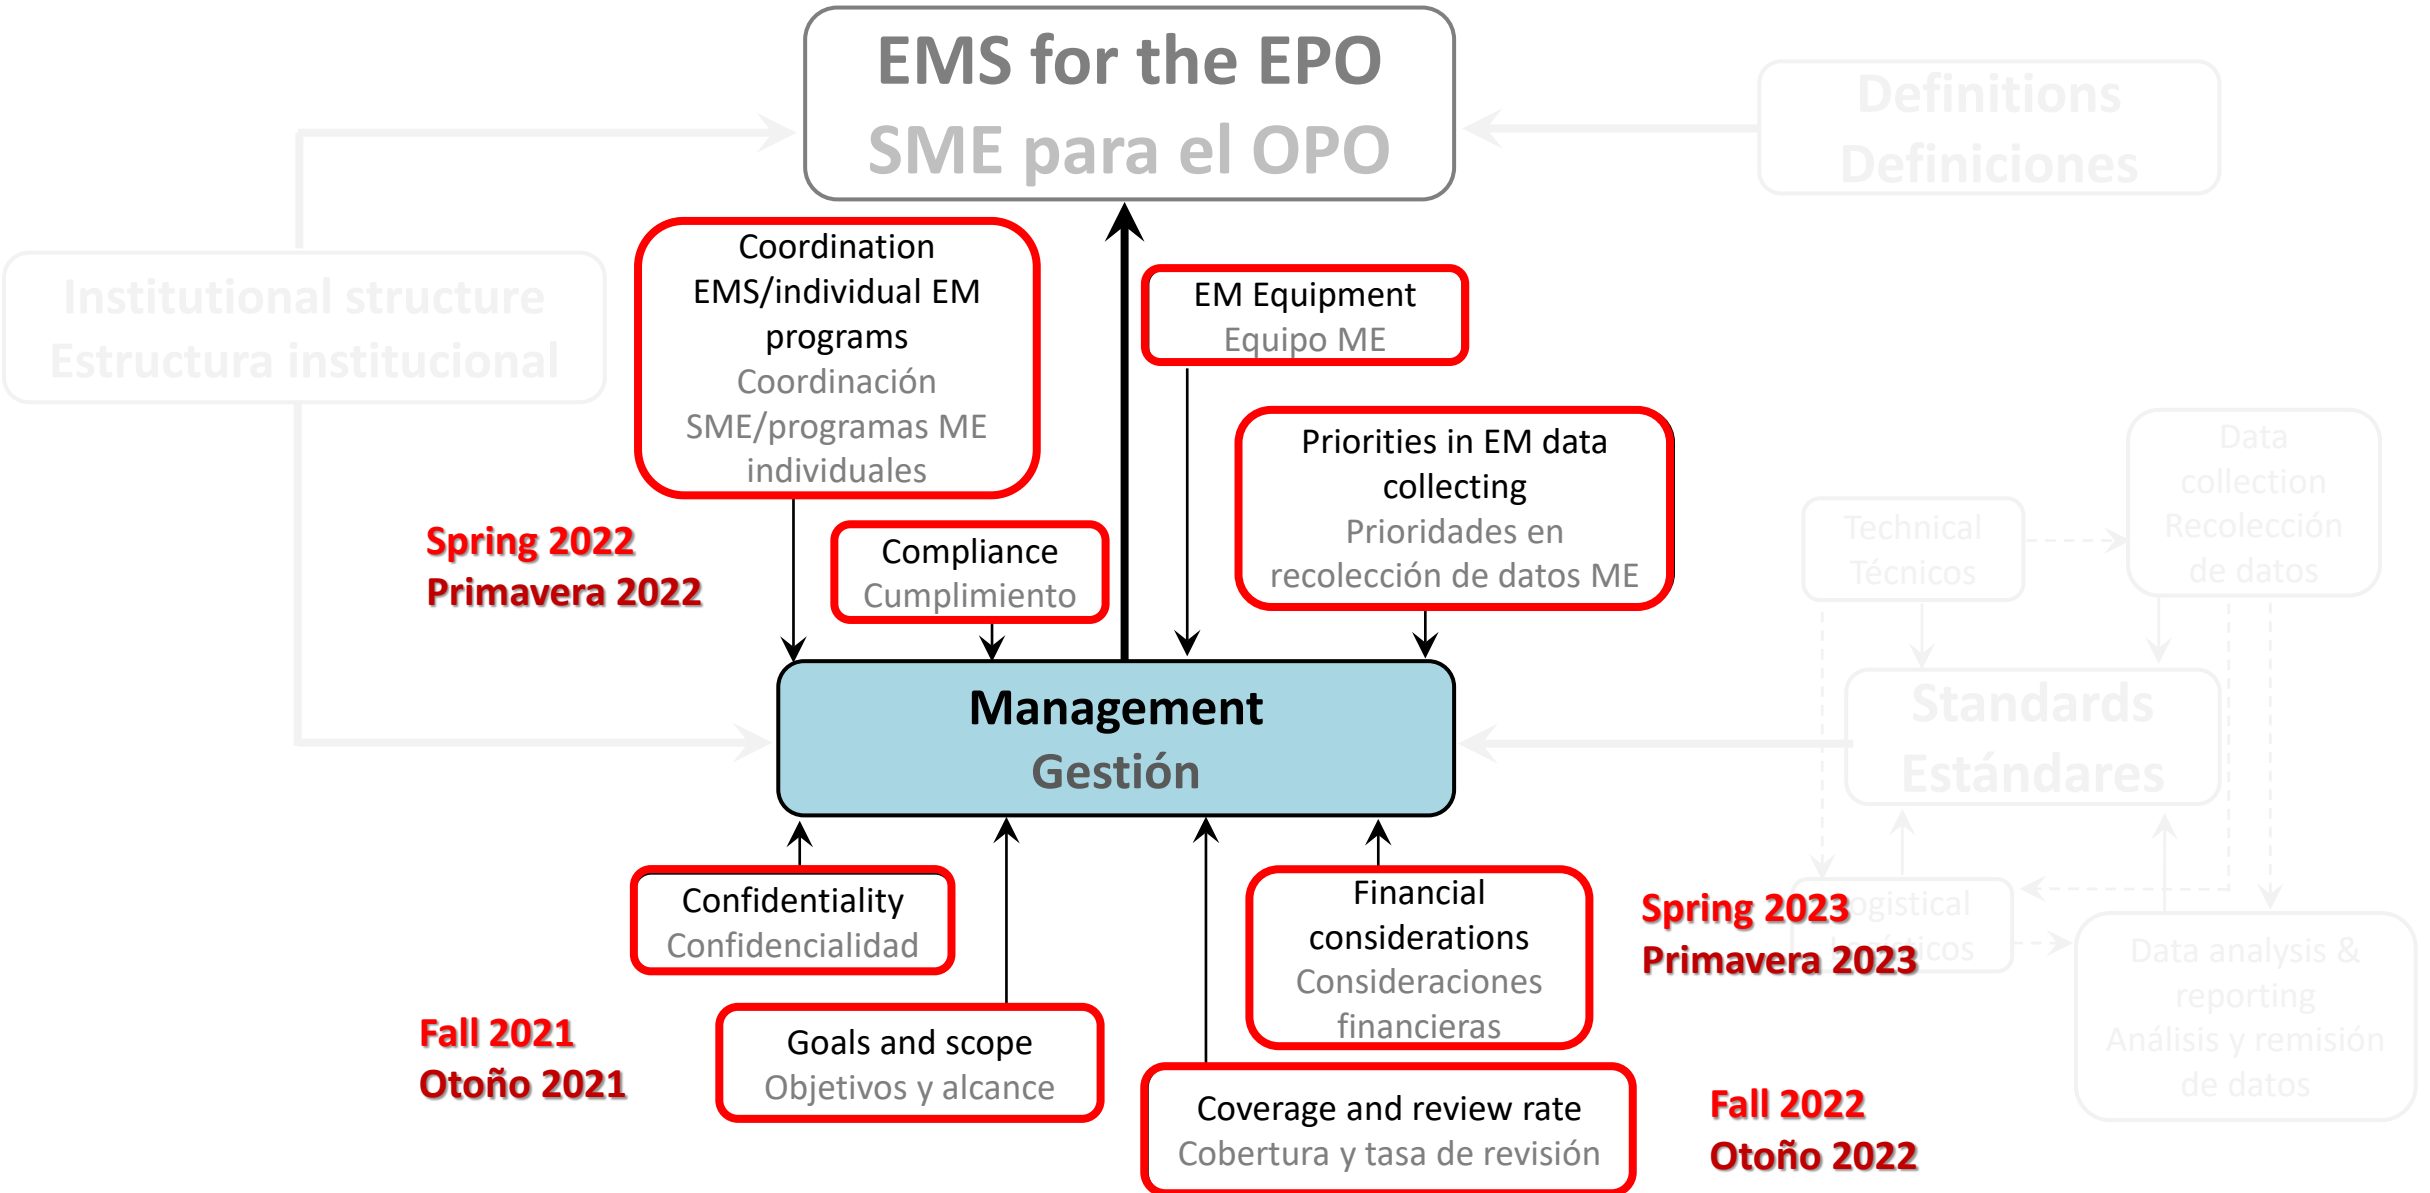 EMS for the EPO
SME para el OPO
Definitions
Definiciones
Institutional structure
Estructura institucional
Coordination
EMS/individual EM
programs
Coordinación
SME/programas ME
individuales
EM Equipment
Equipo ME
Priorities in EM data
collecting
Prioridades en
recolección de datos ME
Data
collection
Recolección
de datos
Technical
Técnicos
Spring 2022
Primavera 2022
Compliance
Cumplimiento
Management
Gestión
Standards
Estándares
Confidentiality
Confidencialidad
Financial
considerations
Consideraciones
financieras
Spring 2023
Primavera 2023
Data analysis &
reporting
Análisis y remisión
de datos
Fall 2021
Otoño 2021
Goals and scope
Objetivos y alcance
Coverage and review rate
Cobertura y tasa de revisión
Fall 2022
Otoño 2022